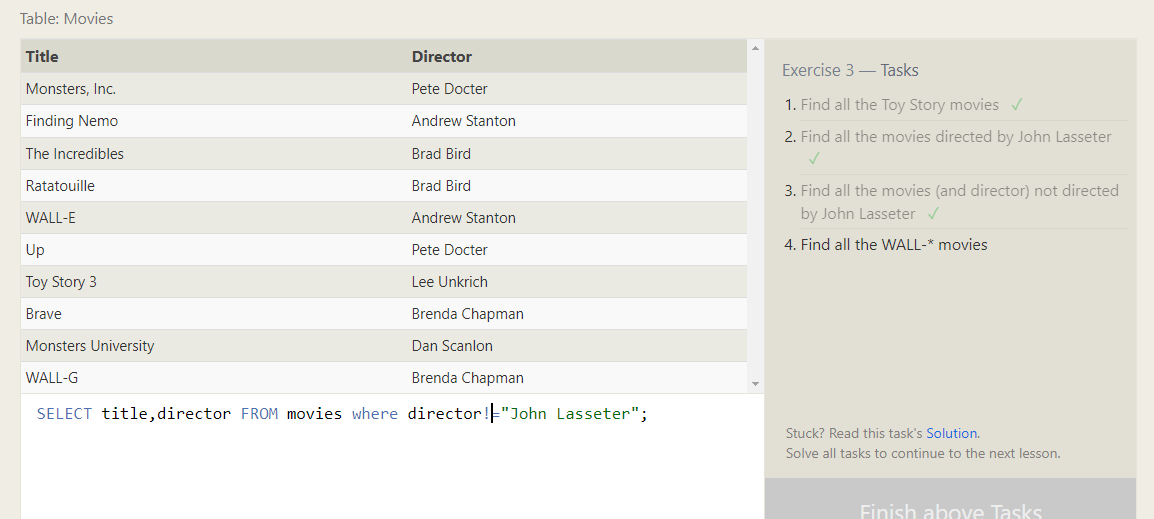 Table: Movies
Title Director
Monsters, Inc. Pete Docter
Finding Nemo Andrew Stanton
The Incredibles Brad Bird
Ratatouille Brad Bird
WALL-E Andrew Stanton
Up Pete Docter
Toy Story 3 Lee Unkrich
Brave Brenda Chapman
Monsters University Dan Scanlon
WALL-G Brenda Chapman
SELECT title,director FROM movies where director!="John Lasseter";
Exercise 3 — Tasks
1. Find all the Toy Story movies ✓
2. Find all the movies directed by John Lasseter
✓
3. Find all the movies (and director) not directed
by John Lasseter ✓
4. Find all the WALL-* movies
Stuck? Read this task's Solution.
Solve all tasks to continue to the next lesson.
Finish above Tasks